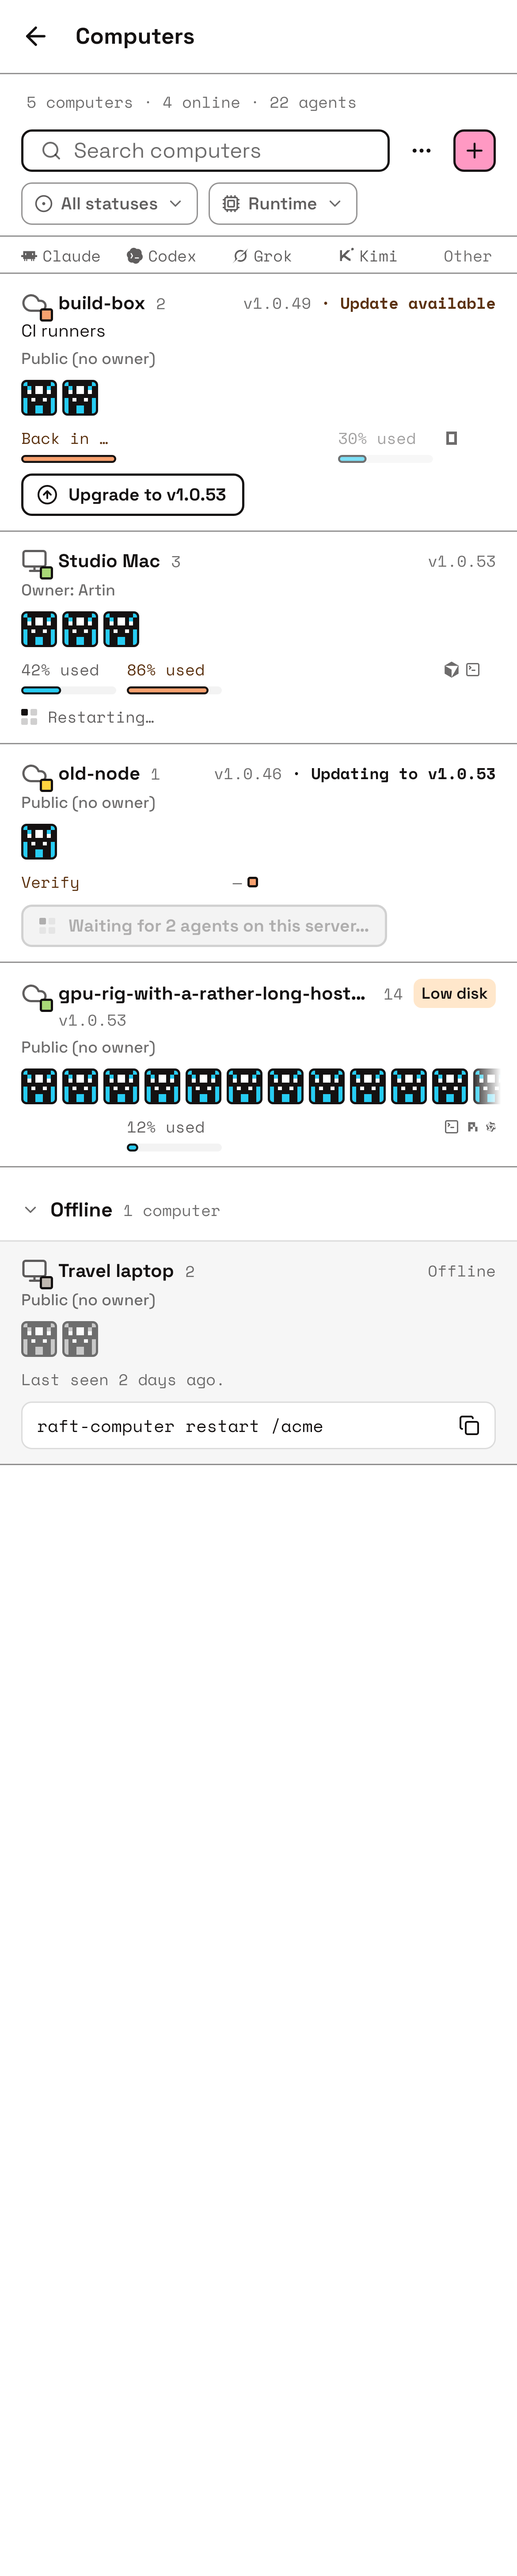 Computers
5 computers · 4 online · 22 agents
Search computers
All statuses
Runtime
Claude Codex Grok Kimi Other
build-box 2 v1.0.49 · Update available
CI runners
Public (no owner)
Back in … 30% used
Upgrade to v1.0.53
Studio Mac 3 v1.0.53
Owner: Artin
42% used 86% used
Restarting…
old-node 1 v1.0.46 · Updating to v1.0.53
Public (no owner)
Verify —
Waiting for 2 agents on this server…
gpu-rig-with-a-rather-long-host… 14 Low disk
v1.0.53
Public (no owner)
12% used
Offline 1 computer
Travel laptop 2 Offline
Public (no owner)
Last seen 2 days ago.
raft-computer restart /acme